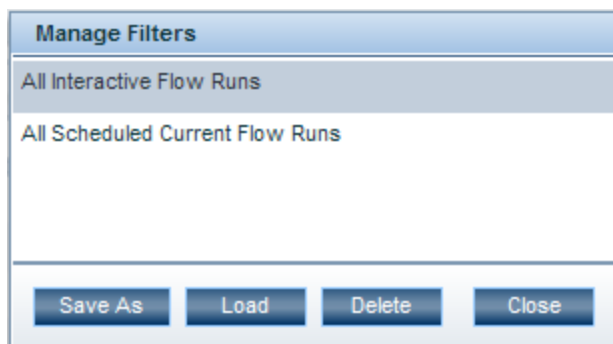 Manage Filters
All Interactive Flow Runs
All Scheduled Current Flow Runs
Save As Load Delete Close